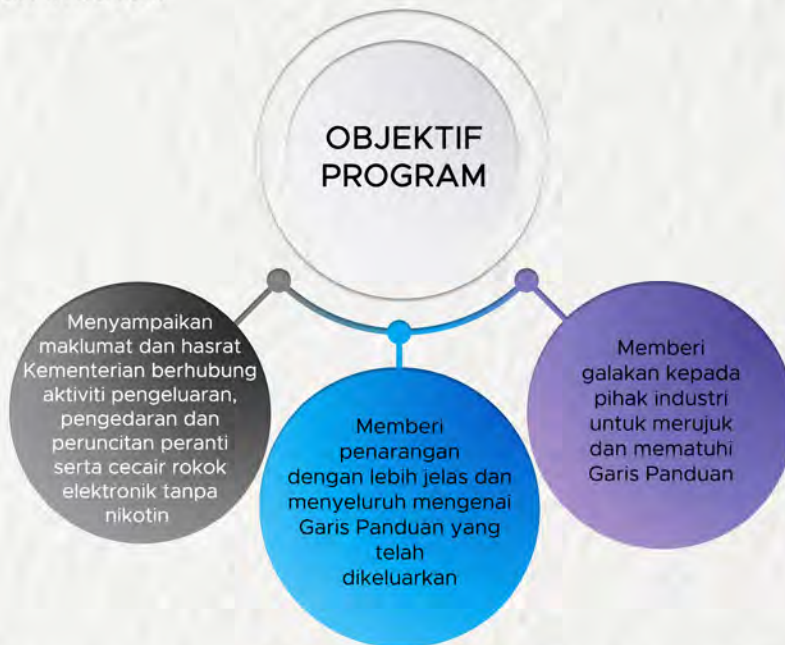 OBJEKTIF
PROGRAM
Menyampaikan
maklumat dan hasrat
Kementerian berhubung
aktiviti pengeluaran,
pengedaran dan
peruncitan peranti
serta cecair rokok
elektronik tanpa
nikotin
Memberi
penarangan
dengan lebih jelas dan
menyeluruh mengenai
Garis Panduan yang
telah
dikeluarkan
Memberi
galakan kepada
pihak industri
untuk merujuk
dan mematuhi
Garis Panduan